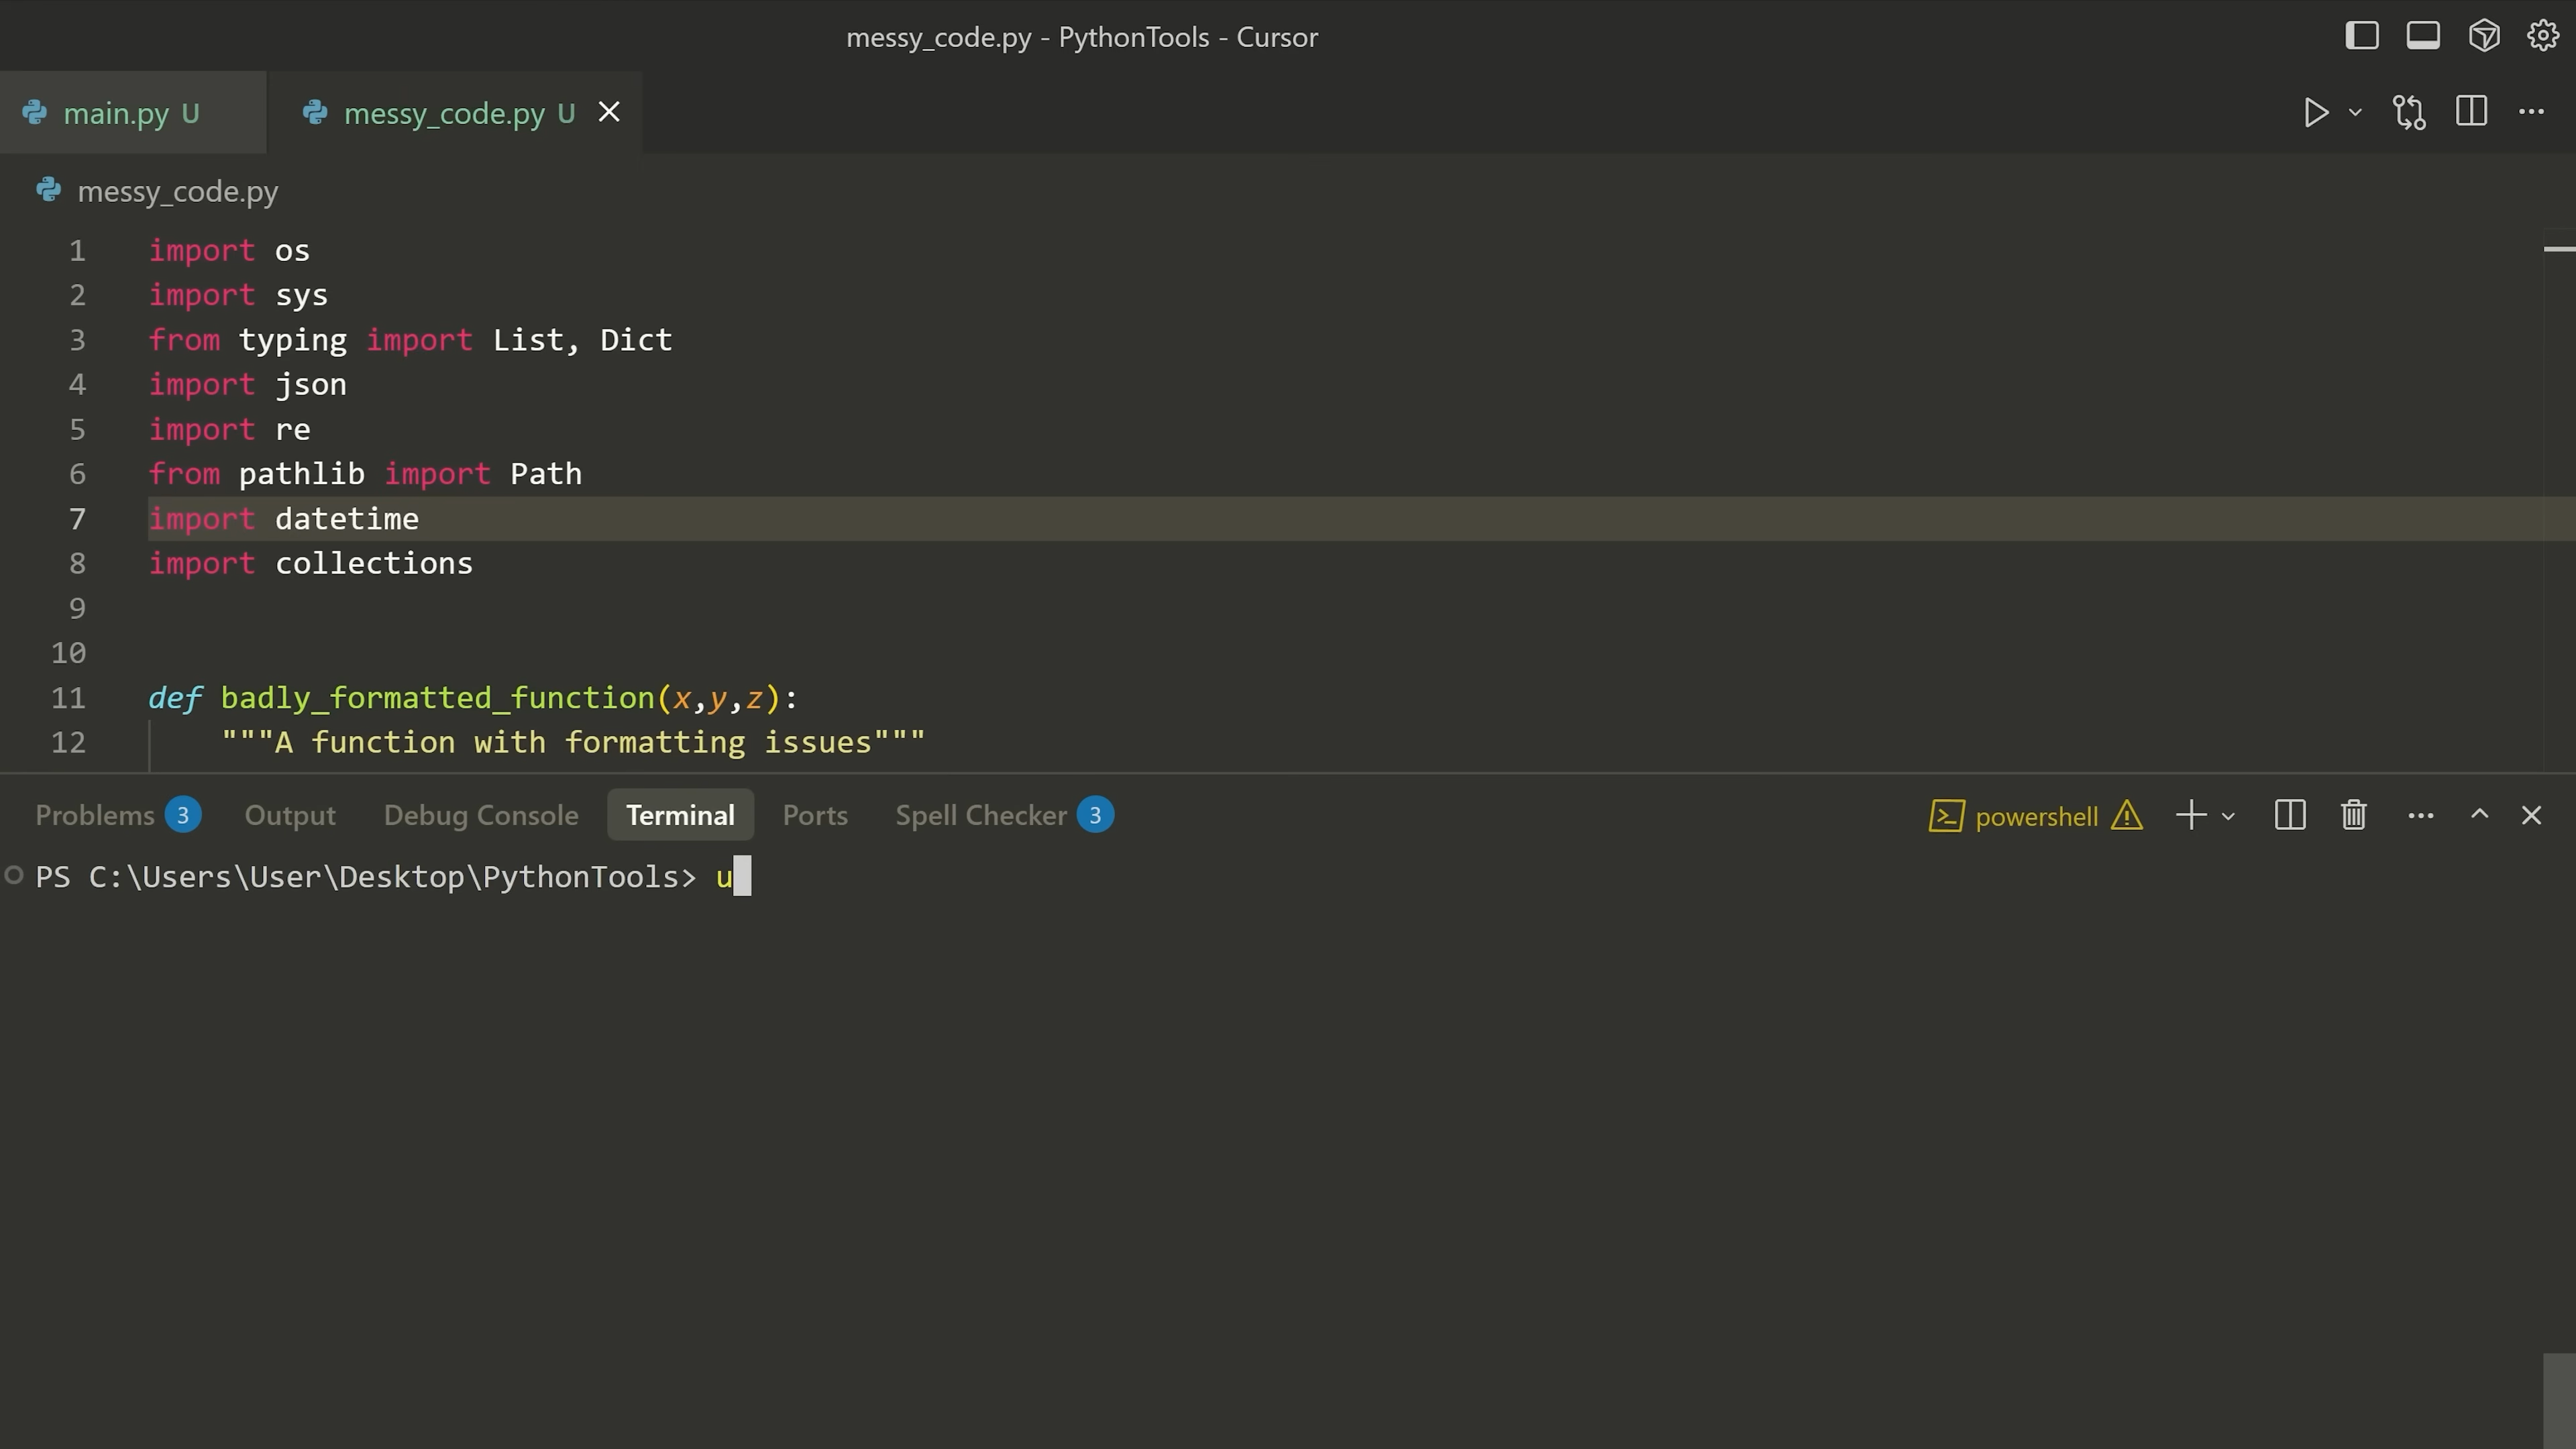 messy_code.py - PythonTools - Cursor
main.py U
messy_code.py U
messy_code.py
1 import os
2 import sys
3 from typing import List, Dict
4 import json
5 import re
6 from pathlib import Path
7 import datetime
8 import collections
9
10
11 def badly_formatted_function(x,y,z):
12 """A function with formatting issues"""
Problems 3 Output Debug Console Terminal Ports Spell Checker 3 powershell
PS C:\Users\User\Desktop\PythonTools> u